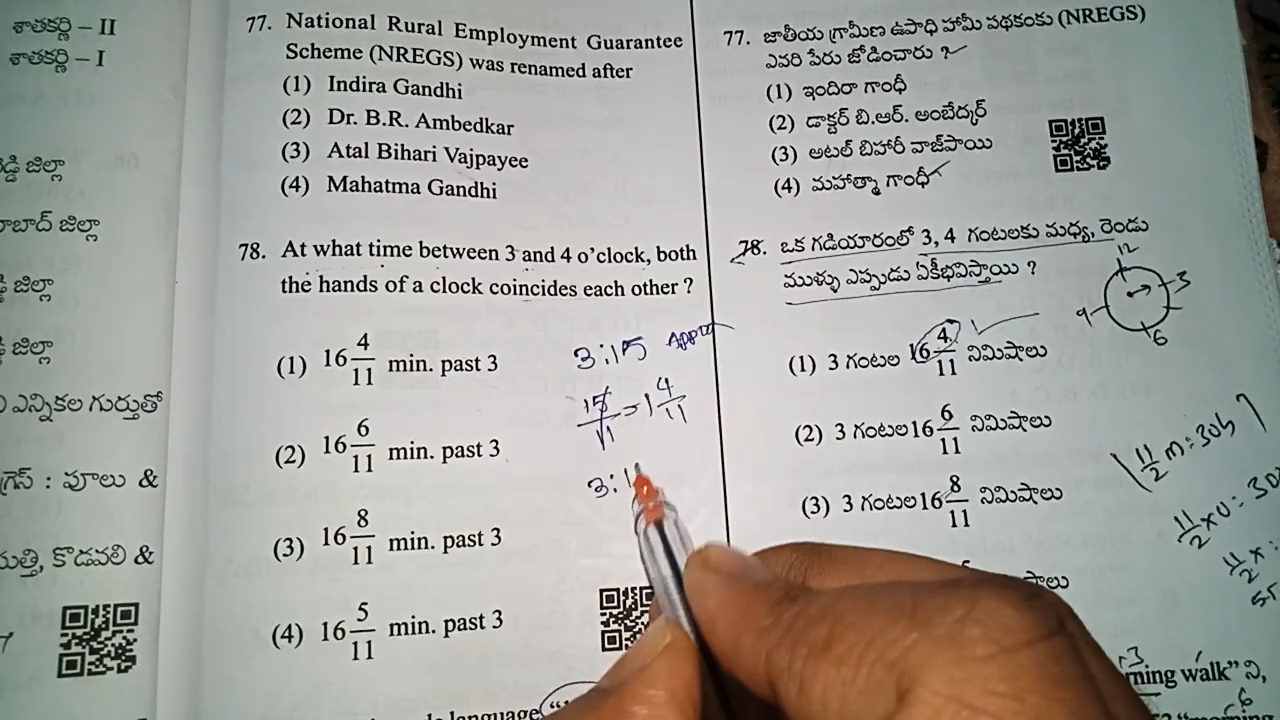 శాతకర్ణి – II
శాతకర్ణి – I
జిల్లా
జిల్లా
జిల్లా
జిల్లా
ఎన్నికల గుర్తుతో
పూలు &
కొడవలి &
77. National Rural Employment Guarantee
Scheme (NREGS) was renamed after
(1) Indira Gandhi
(2) Dr. B.R. Ambedkar
(3) Atal Bihari Vajpayee
(4) Mahatma Gandhi
78. At what time between 3 and 4 o'clock, both
the hands of a clock coincides each other ?
(1) 16 4/11 min. past 3
(2) 16 6/11 min. past 3
(3) 16 8/11 min. past 3
(4) 16 5/11 min. past 3
3:15
15/11 = 1 4/11
3:1
language
77. జాతీయ గ్రామీణ ఉపాధి హామీ పథకంకు (NREGS)
ఎవరి పేరు జోడించారు ?
(1) ఇందిరా గాంధీ
(2) డాక్టర్ బి.ఆర్. అంబేద్కర్
(3) అటల్ బిహారీ వాజ్‌పాయి
(4) మహాత్మా గాంధీ
78. ఒక గడియారంలో 3, 4 గంటలకు మధ్య, రెండు
ముళ్ళు ఎప్పుడు ఏకీభవిస్తాయి ?
12
3
9
6
(1) 3 గంటల 16 4/11 నిమిషాలు
(2) 3 గంటల 16 6/11 నిమిషాలు
(3) 3 గంటల 16 8/11 నిమిషాలు
walk" ని,